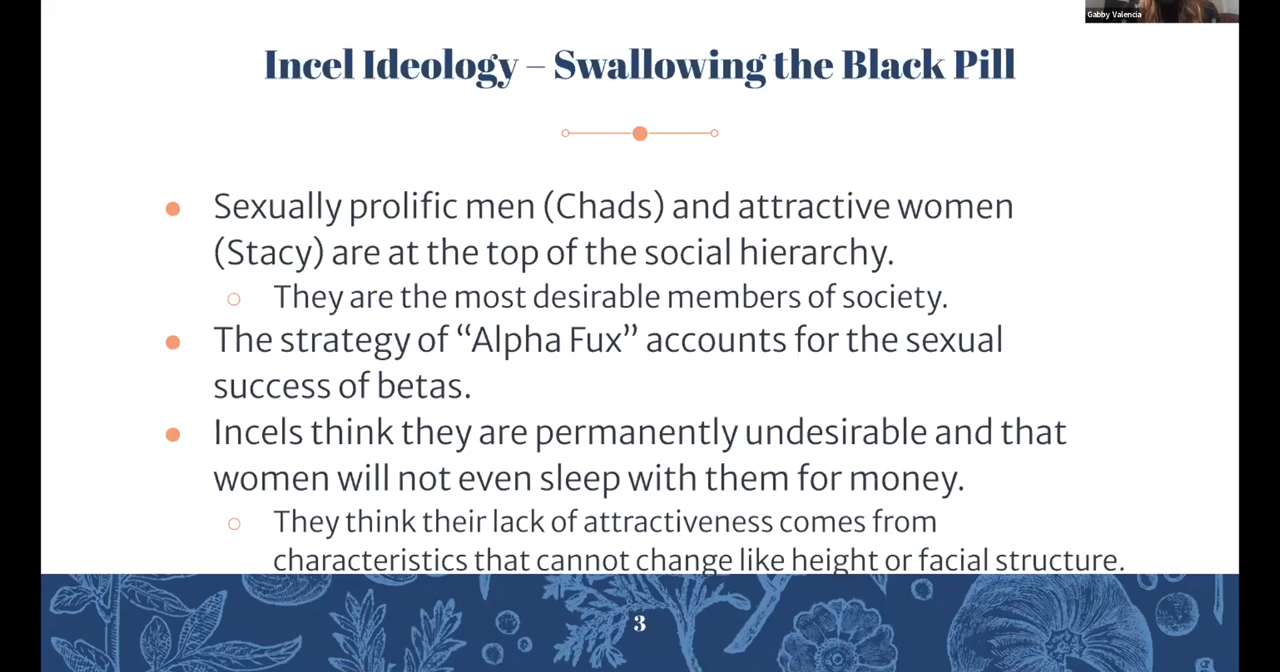 Gabby Valencia
Incel Ideology – Swallowing the Black Pill
Sexually prolific men (Chads) and attractive women
(Stacy) are at the top of the social hierarchy.
They are the most desirable members of society.
The strategy of “Alpha Fux” accounts for the sexual
success of betas.
Incels think they are permanently undesirable and that
women will not even sleep with them for money.
They think their lack of attractiveness comes from
characteristics that cannot change like height or facial structure.
3